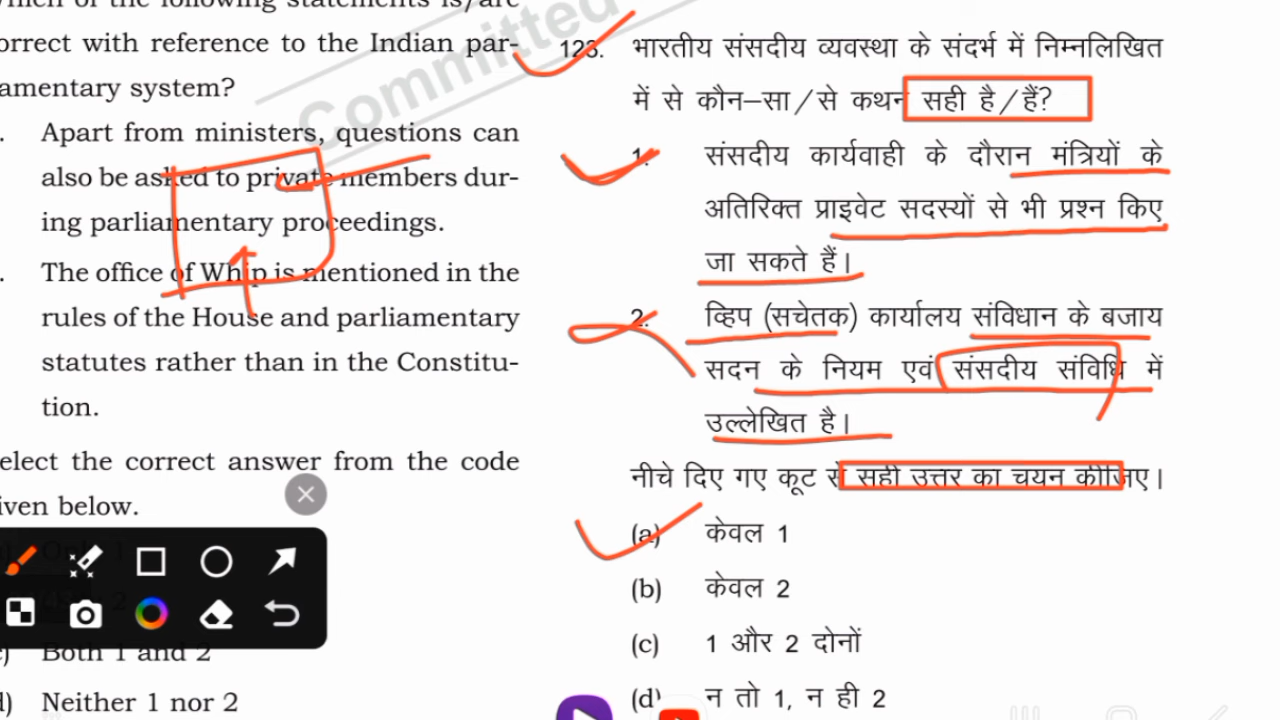 which of the following statements is/are
orrect with reference to the Indian par-
amentary system?
. Apart from ministers, questions can
also be asked to private members dur-
ing parliamentary proceedings.
. The office of Whip is mentioned in the
rules of the House and parliamentary
statutes rather than in the Constitu-
tion.
elect the correct answer from the code
iven below.
) Both 1 and 2
l) Neither 1 nor 2
Committed
123. भारतीय संसदीय व्यवस्था के संदर्भ में निम्नलिखित
में से कौन–सा/से कथन सही है/हैं?
1. संसदीय कार्यवाही के दौरान मंत्रियों के
अतिरिक्त प्राइवेट सदस्यों से भी प्रश्न किए
जा सकते हैं।
2. व्हिप (सचेतक) कार्यालय संविधान के बजाय
सदन के नियम एवं संसदीय संविधि में
उल्लेखित है।
नीचे दिए गए कूट से सही उत्तर का चयन कीजिए।
(a) केवल 1
(b) केवल 2
(c) 1 और 2 दोनों
(d) न तो 1, न ही 2